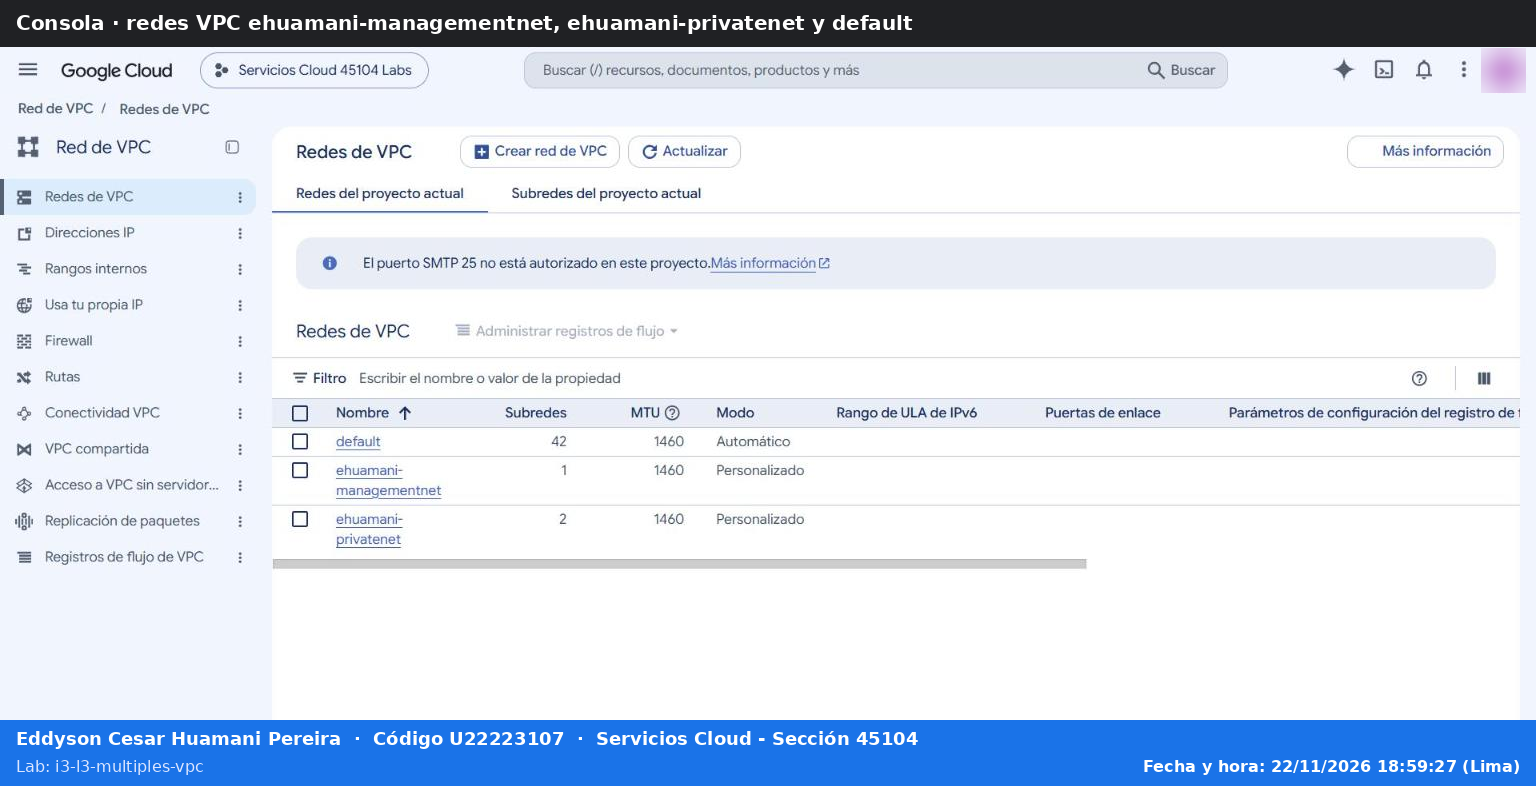 Consola · redes VPC ehuamani-managementnet, ehuamani-privatenet y default
Google Cloud
Servicios Cloud 45104 Labs
Buscar (/) recursos, documentos, productos y más
Buscar
Red de VPC / Redes de VPC
Red de VPC
Redes de VPC
Direcciones IP
Rangos internos
Usa tu propia IP
Firewall
Rutas
Conectividad VPC
VPC compartida
Acceso a VPC sin servidor...
Replicación de paquetes
Registros de flujo de VPC
Redes de VPC
Crear red de VPC
Actualizar
Más información
Redes del proyecto actual
Subredes del proyecto actual
El puerto SMTP 25 no está autorizado en este proyecto.Más información
Redes de VPC
Administrar registros de flujo
Filtro Escribir el nombre o valor de la propiedad
Nombre Subredes MTU Modo Rango de ULA de IPv6 Puertas de enlace Parámetros de configuración del registro de f
default 42 1460 Automático
ehuamani- 1 1460 Personalizado
managementnet
ehuamani- 2 1460 Personalizado
privatenet
Eddyson Cesar Huamani Pereira · Código U22223107 · Servicios Cloud - Sección 45104
Lab: i3-l3-multiples-vpc
Fecha y hora: 22/11/2026 18:59:27 (Lima)